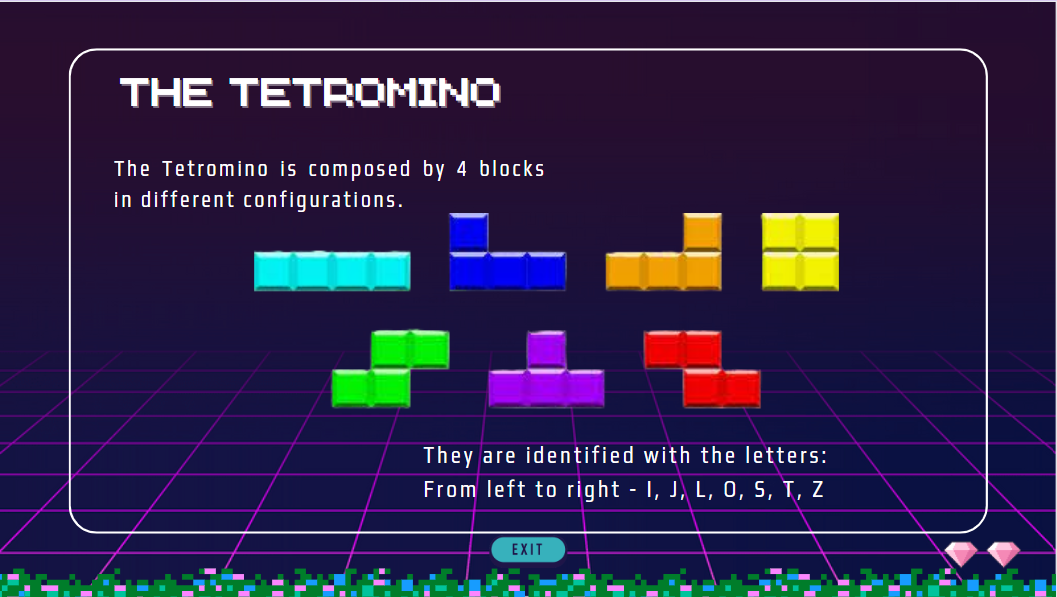 THE TETROMINO
The Tetromino is composed by 4 blocks
in different configurations.
They are identified with the letters:
From left to right - I, J, L, O, S, T, Z
EXIT